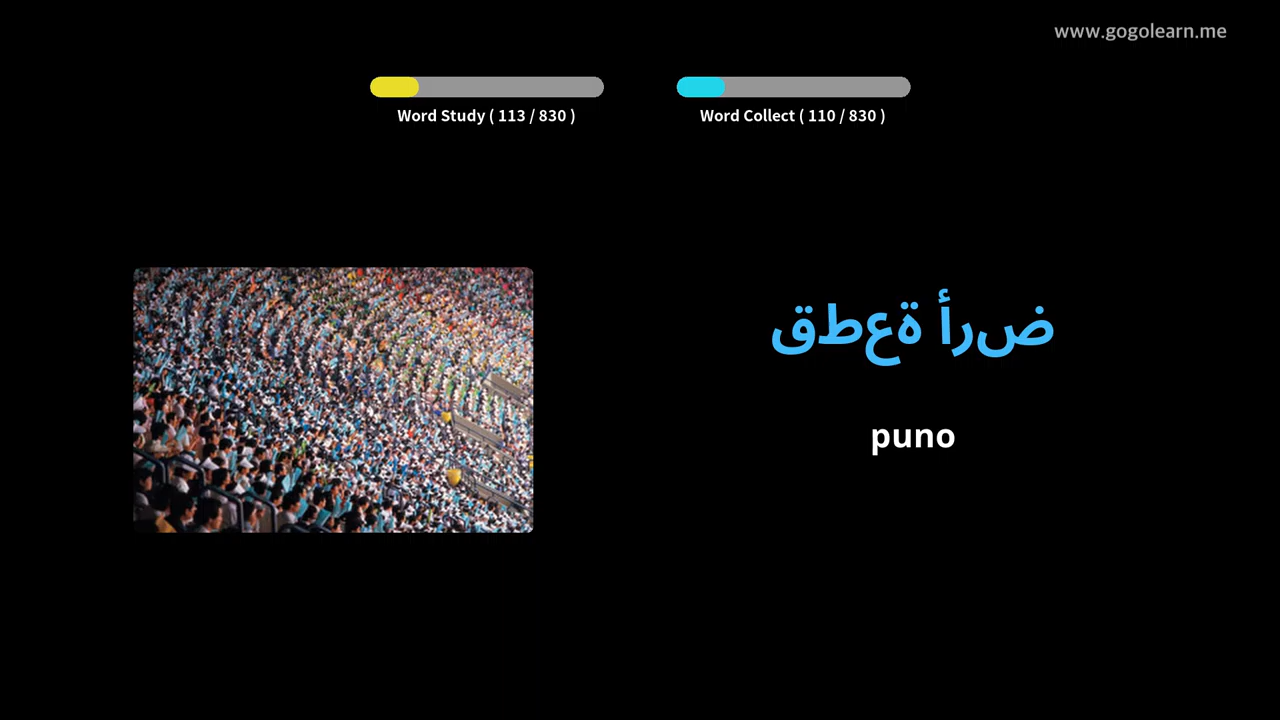 www.gogolearn.me
Word Study ( 113 / 830 )
Word Collect ( 110 / 830 )
قطعة أرض
puno